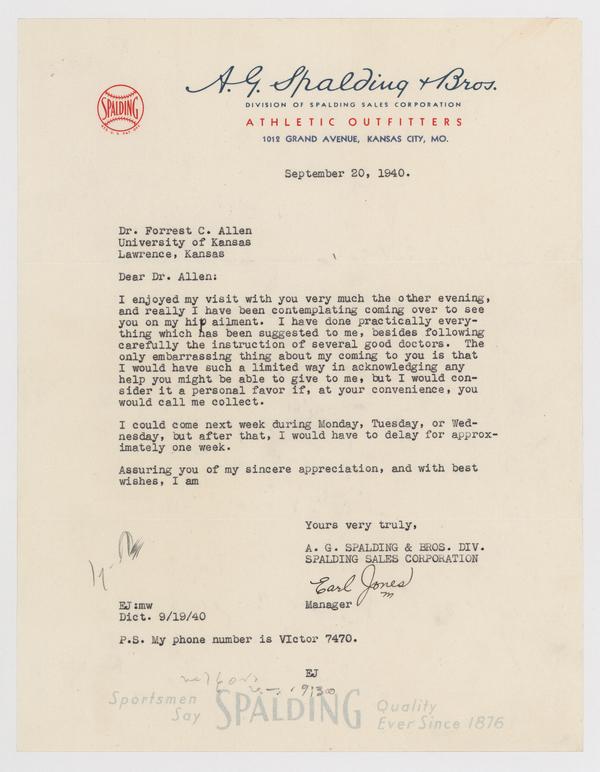 A. G. Spalding & Bros.
DIVISION OF SPALDING SALES CORPORATION
SPALDING
ATHLETIC OUTFITTERS
1012 GRAND AVENUE, KANSAS CITY, MO.
September 20, 1940.
Dr. Forrest C. Allen
University of Kansas
Lawrence, Kansas
Dear Dr. Allen:
I enjoyed my visit with you very much the other evening,
and really I have been contemplating coming over to see
you on my hip ailment. I have done practically every-
thing which has been suggested to me, besides following
carefully the instruction of several good doctors. The
only embarrassing thing about my coming to you is that
I would have such a limited way in acknowledging any
help you might be able to give to me, but I would con-
sider it a personal favor if, at your convenience, you
would call me collect.
I could come next week during Monday, Tuesday, or Wed-
nesday, but after that, I would have to delay for approx-
imately one week.
Assuring you of my sincere appreciation, and with best
wishes, I am
Yours very truly,
A. G. SPALDING & BROS. DIV.
SPALDING SALES CORPORATION
Earl Jones
m
Manager
EJ:mw
Dict. 9/19/40
P.S. My phone number is VIctor 7470.
EJ
9:30
Sportsmen
Say
SPALDING
Quality
Ever Since 1876